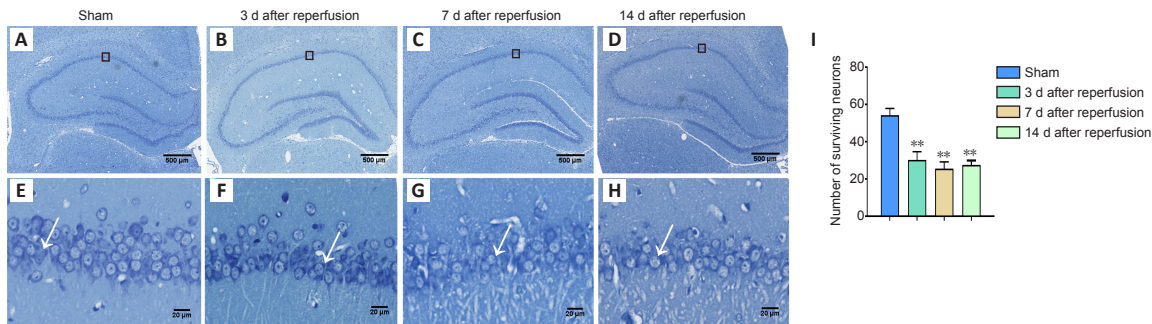 Sham
3 d after reperfusion
7 d after reperfusion
14 d after reperfusion
A
B
C
D
500 µm
500 µm
500 µm
500 µm
E
F
G
H
20 µm
20 µm
20 µm
20 µm
I
Number of surviving neurons
80
60
40
20
0
**
**
**
Sham
3 d after reperfusion
7 d after reperfusion
14 d after reperfusion